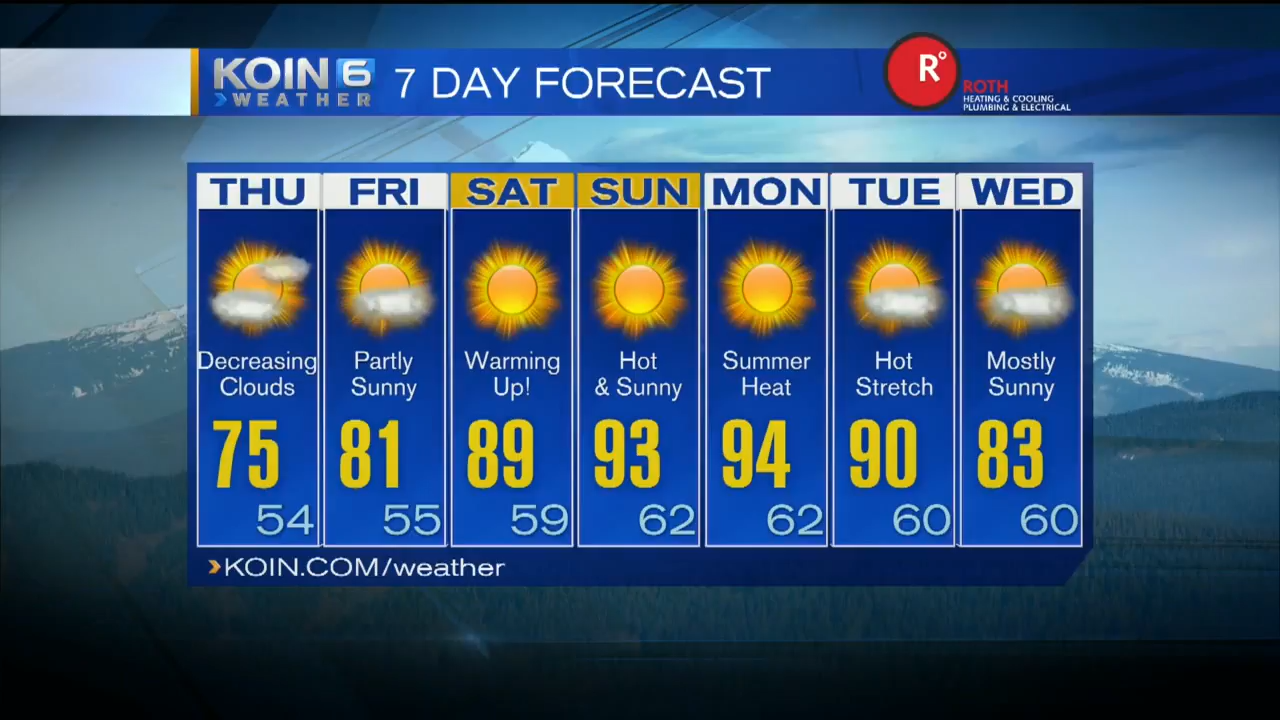 KOIN 6
WEATHER
7 DAY FORECAST
R°
ROTH
HEATING & COOLING
PLUMBING & ELECTRICAL
THU FRI SAT SUN MON TUE WED
Decreasing Partly Warming Hot Summer Hot Mostly
Clouds Sunny Up! & Sunny Heat Stretch Sunny
75 81 89 93 94 90 83
54 55 59 62 62 60 60
KOIN.COM/weather